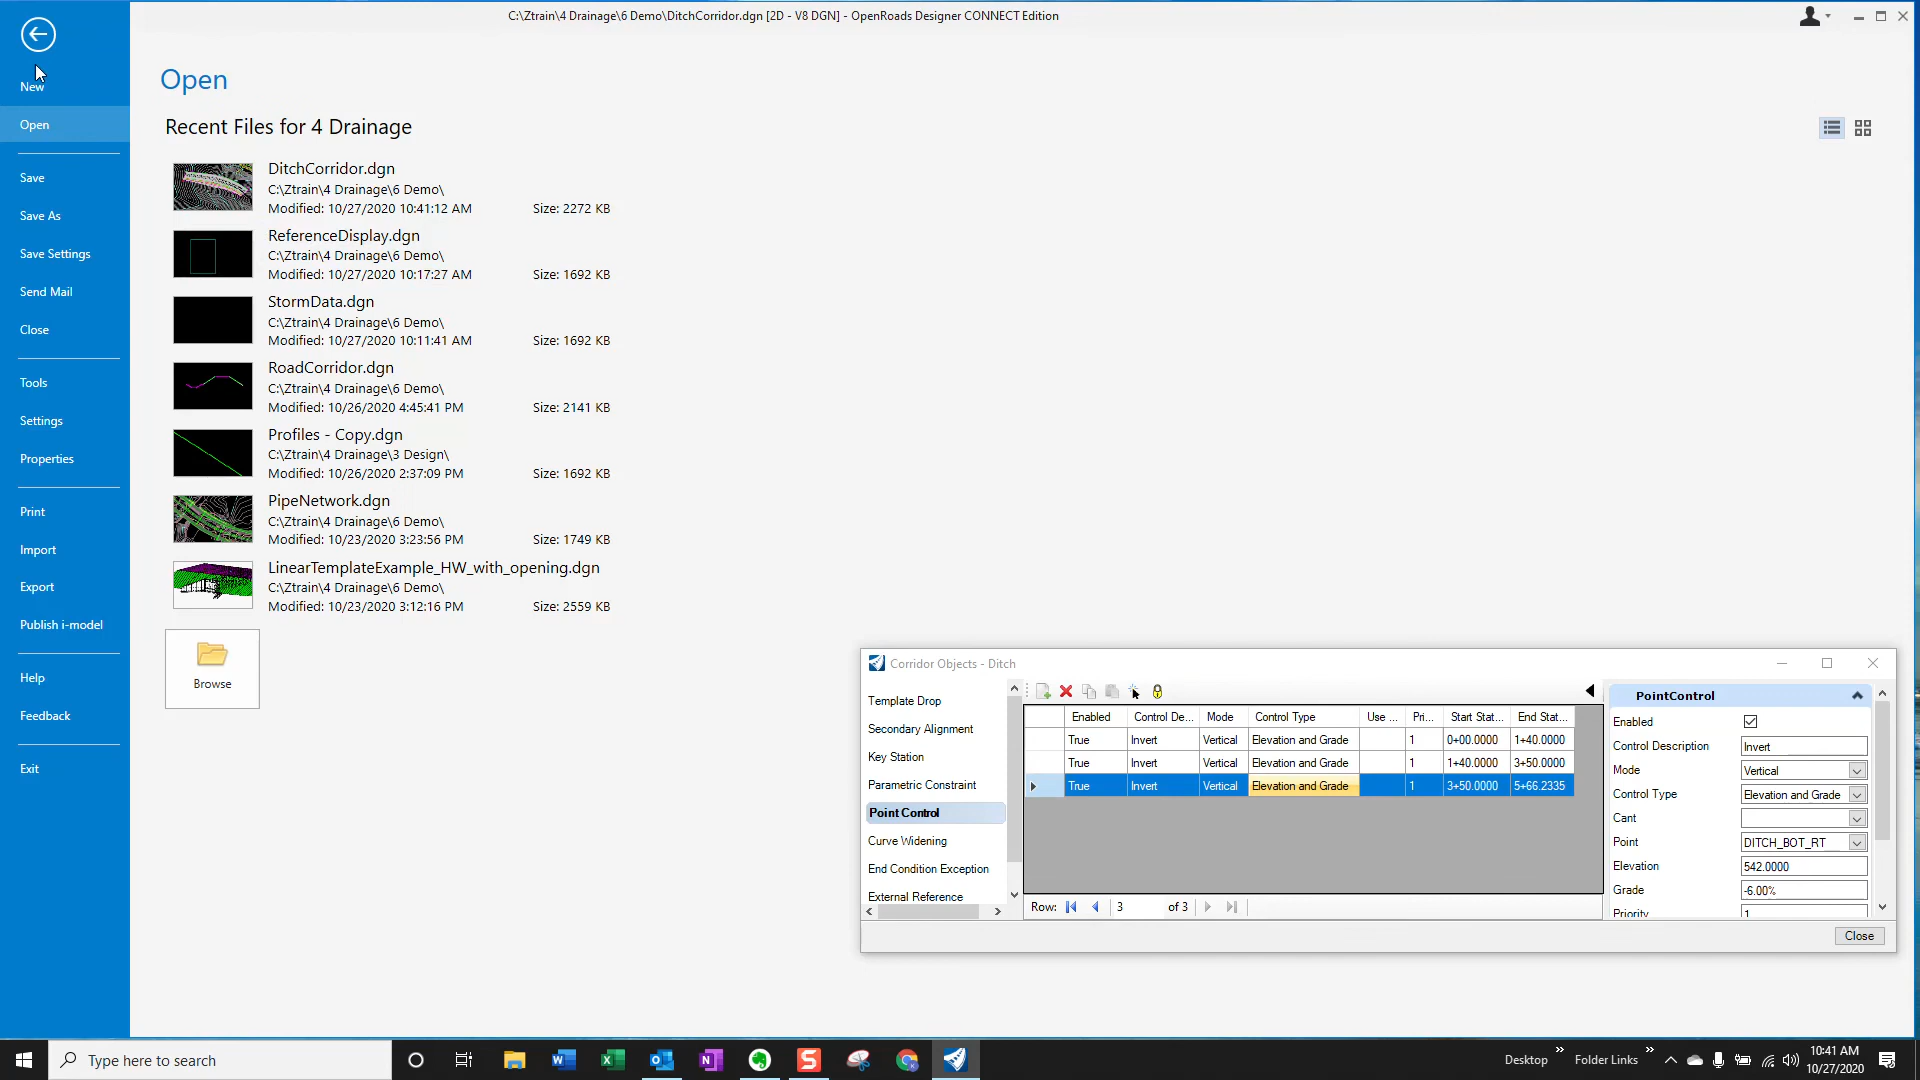 C:\Ztrain\4 Drainage\6 Demo\DitchCorridor.dgn [2D - V8 DGN] - OpenRoads Designer CONNECT Edition
New
Open
Save
Save As
Save Settings
Send Mail
Close
Tools
Settings
Properties
Print
Import
Export
Publish i-model
Help
Feedback
Exit
Open
Recent Files for 4 Drainage
DitchCorridor.dgn
C:\Ztrain\4 Drainage\6 Demo\
Modified: 10/27/2020 10:41:12 AM Size: 2272 KB
ReferenceDisplay.dgn
C:\Ztrain\4 Drainage\6 Demo\
Modified: 10/27/2020 10:17:27 AM Size: 1692 KB
StormData.dgn
C:\Ztrain\4 Drainage\6 Demo\
Modified: 10/27/2020 10:11:41 AM Size: 1692 KB
RoadCorridor.dgn
C:\Ztrain\4 Drainage\6 Demo\
Modified: 10/26/2020 4:45:41 PM Size: 2141 KB
Profiles - Copy.dgn
C:\Ztrain\4 Drainage\3 Design\
Modified: 10/26/2020 2:37:09 PM Size: 1692 KB
PipeNetwork.dgn
C:\Ztrain\4 Drainage\6 Demo\
Modified: 10/23/2020 3:23:56 PM Size: 1749 KB
LinearTemplateExample_HW_with_opening.dgn
C:\Ztrain\4 Drainage\6 Demo\
Modified: 10/23/2020 3:12:16 PM Size: 2559 KB
Browse
Corridor Objects - Ditch
Template Drop
Secondary Alignment
Key Station
Parametric Constraint
Point Control
Curve Widening
End Condition Exception
External Reference
Enabled Control De... Mode Control Type Use ... Pri... Start Stat... End Stat...
True Invert Vertical Elevation and Grade 1 0+00.0000 1+40.0000
True Invert Vertical Elevation and Grade 1 1+40.0000 3+50.0000
True Invert Vertical Elevation and Grade 1 3+50.0000 5+66.2335
Row: 3 of 3
PointControl
Enabled
Control Description Invert
Mode Vertical
Control Type Elevation and Grade
Cant
Point DITCH_BOT_RT
Elevation 542.0000
Grade -6.00%
Priority 1
Close
Type here to search
Desktop
Folder Links
10:41 AM
10/27/2020